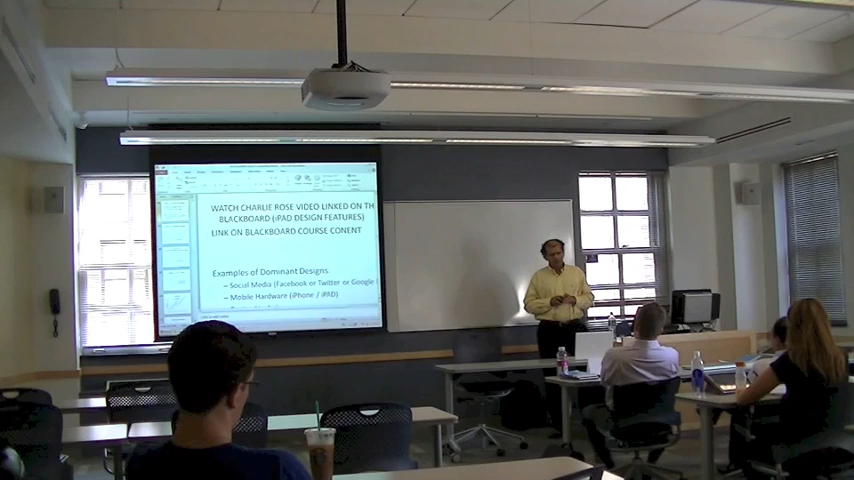 WATCH CHARLIE ROSE VIDEO LINKED ON TH
BLACKBOARD (iPAD DESIGN FEATURES)
LINK ON BLACKBOARD COURSE CONENT
Examples of Dominant Designs
– Social Media (Facebook or Twitter or Google
– Mobile Hardware (iPhone / iPAD)